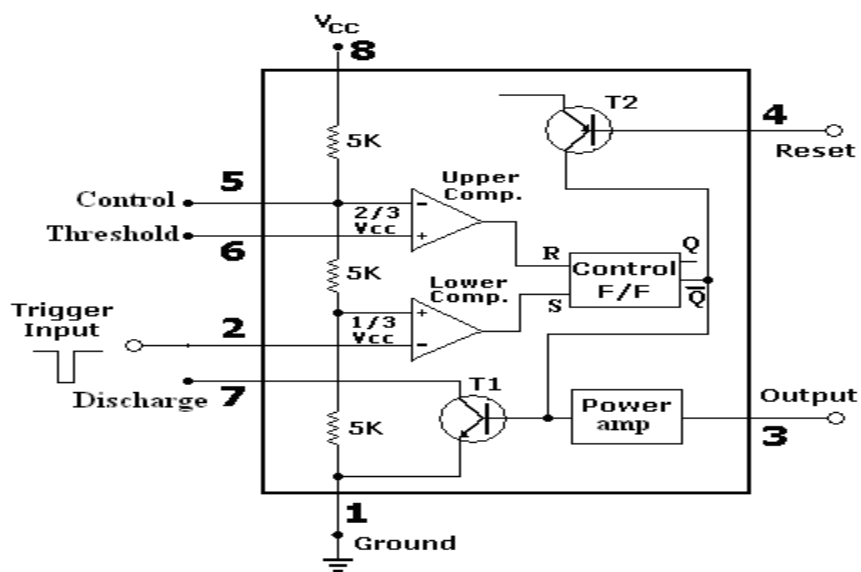 VCC
8
T2
4
Reset
5K
5
Control
Upper
Comp.
2/3
Vcc
-
+
Threshold
6
R
Q
Control
F/F
Q̅
S
5K
Lower
Comp.
Trigger
Input
2
1/3
Vcc
+
-
Discharge
7
T1
5K
Power
amp
Output
3
1
Ground